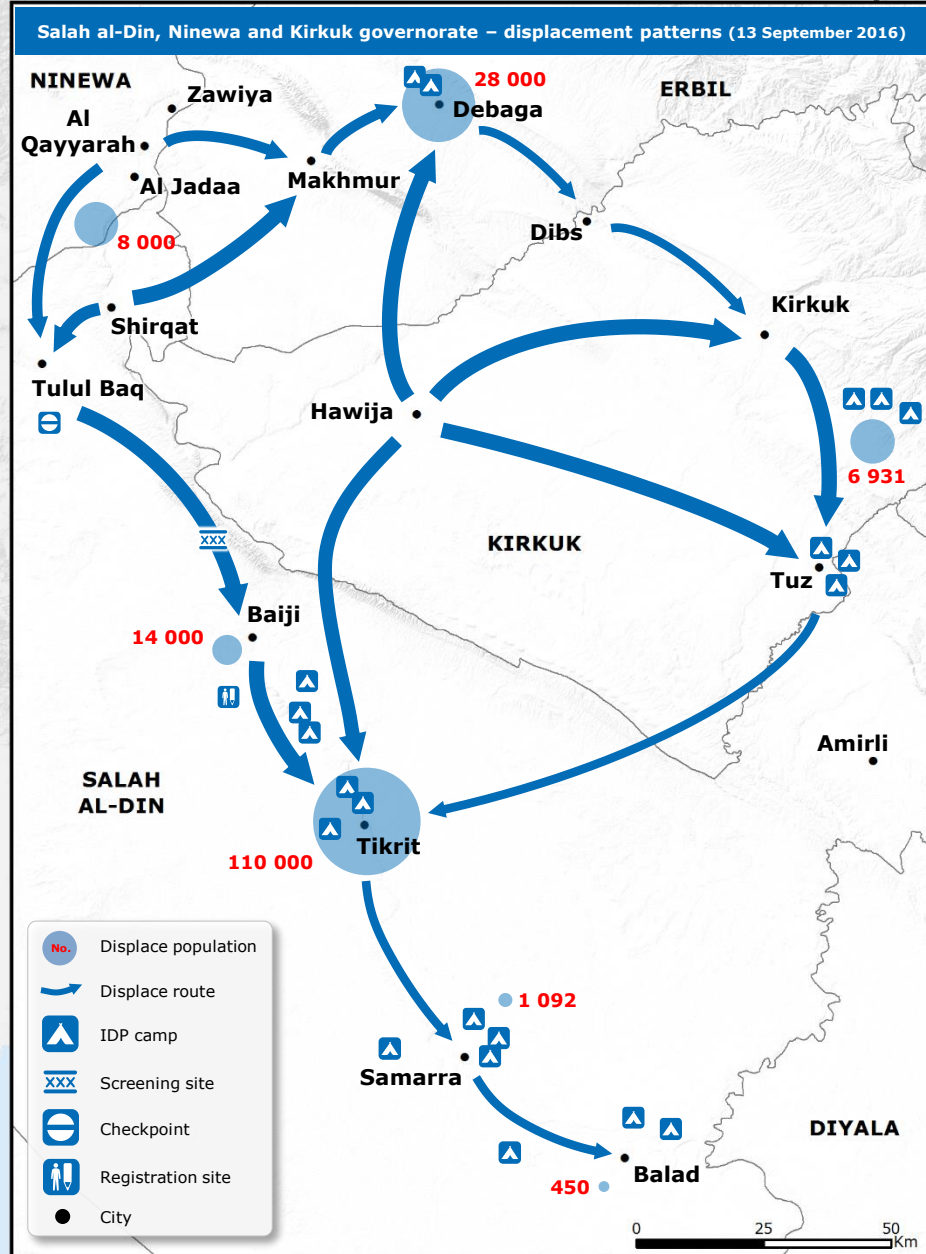 Salah al-Din, Ninewa and Kirkuk governorate – displacement patterns (13 September 2016)
NINEWA
Zawiya
28 000
ERBIL
Debaga
Al
Qayyarah
Makhmur
Al Jadaa
Dibs
8 000
Kirkuk
Shirqat
Tulul Baq
Hawija
6 931
XXX
KIRKUK
Tuz
Baiji
14 000
Amirli
SALAH
AL-DIN
Tikrit
110 000
1 092
Samarra
DIYALA
Balad
450
No.
Displace population
Displace route
IDP camp
XXX
Screening site
Checkpoint
Registration site
City
0
25
50
Km